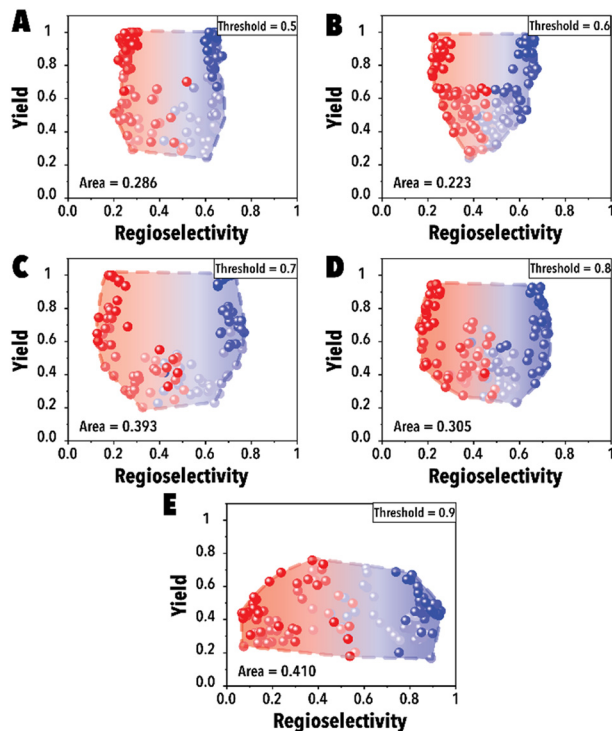 A
Threshold = 0.5
1
0.8
0.6
0.4
0.2
0.0
Yield
Area = 0.286
0.0 0.2 0.4 0.6 0.8 1
Regioselectivity
B
Threshold = 0.6
1
0.8
0.6
0.4
0.2
0.0
Yield
Area = 0.223
0.0 0.2 0.4 0.6 0.8 1
Regioselectivity
C
Threshold = 0.7
1
0.8
0.6
0.4
0.2
0.0
Yield
Area = 0.393
0.0 0.2 0.4 0.6 0.8 1
Regioselectivity
D
Threshold = 0.8
1
0.8
0.6
0.4
0.2
0.0
Yield
Area = 0.305
0.0 0.2 0.4 0.6 0.8 1
Regioselectivity
E
Threshold = 0.9
1
0.8
0.6
0.4
0.2
0.0
Yield
Area = 0.410
0.0 0.2 0.4 0.6 0.8 1
Regioselectivity